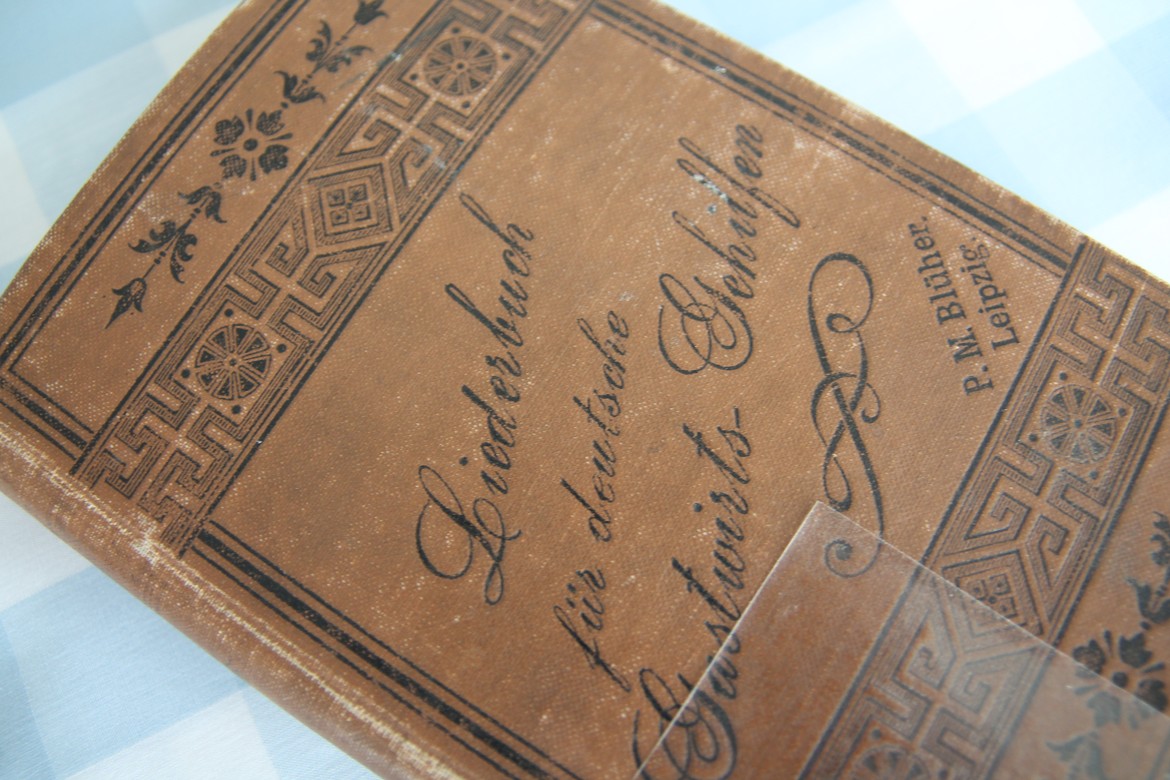 Liederbuch
für deutsche
Gastwirts-Gehilfen
P. M. Blüher.
Leipzig.